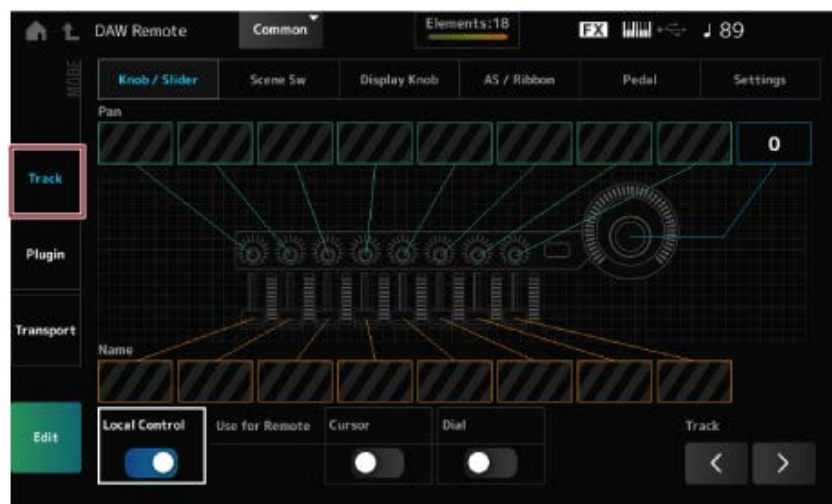 DAW Remote Common Elements:18 FX 89
MODE
Knob / Slider Scene Sw Display Knob AS / Ribbon Pedal Settings
Pan
0
Track
Plugin
Transport
Name
Edit
Local Control Use for Remote Cursor Dial Track